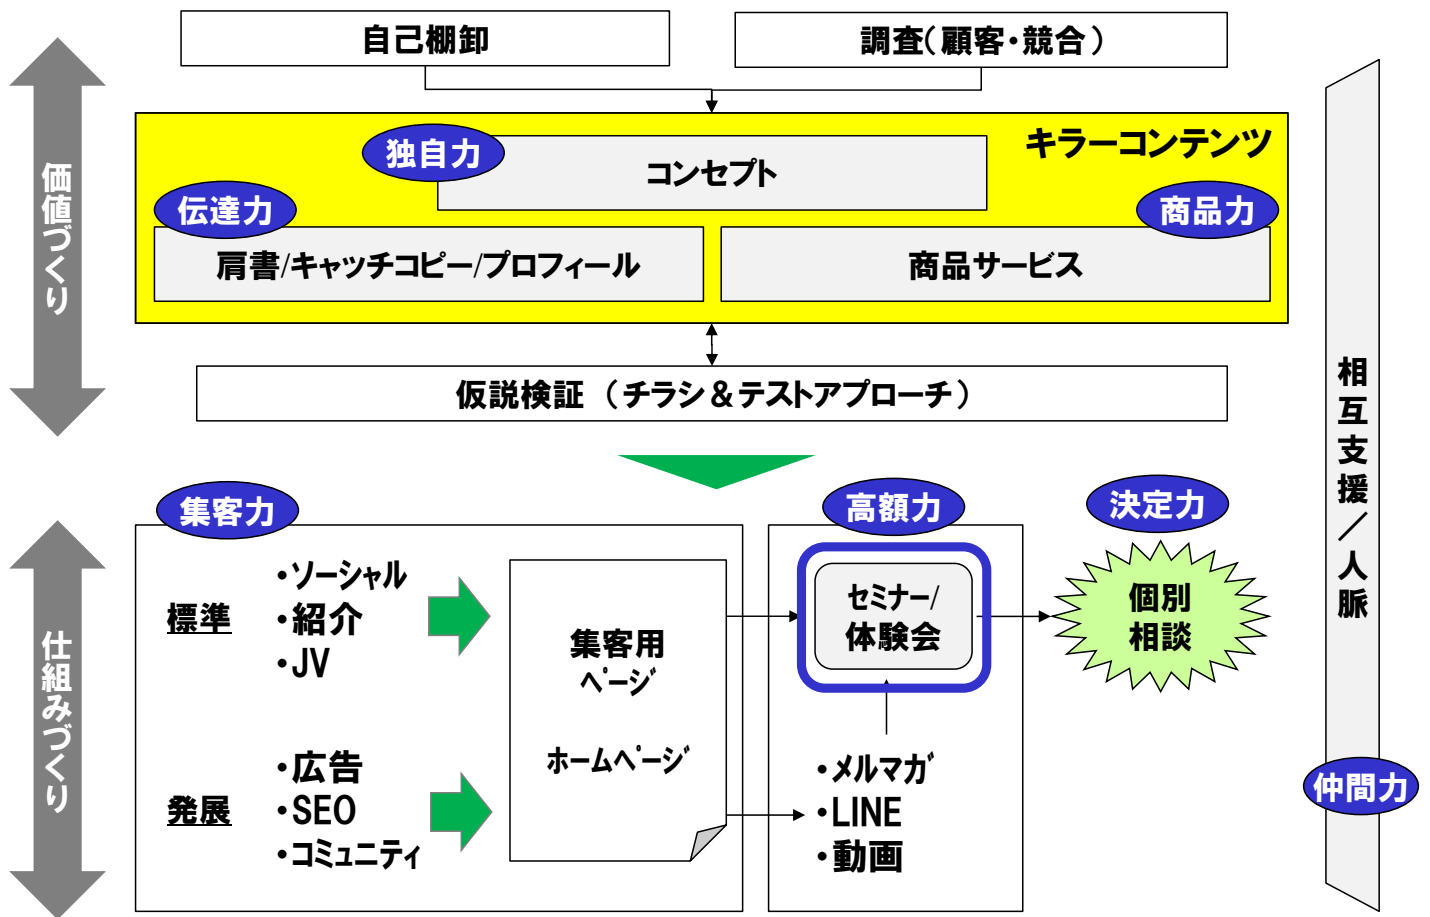 自己棚卸
調査(顧客・競合)
価値づくり
キラーコンテンツ
独自力
コンセプト
伝達力
商品力
肩書/キャッチコピー/プロフィール
商品サービス
仮説検証 (チラシ&テストアプローチ)
相互支援/人脈
仲間力
仕組みづくり
集客力
標準
・ソーシャル
・紹介
・JV
発展
・広告
・SEO
・コミュニティ
集客用
ページ
ホームページ
高額力
セミナー/
体験会
・メルマガ
・LINE
・動画
決定力
個別
相談